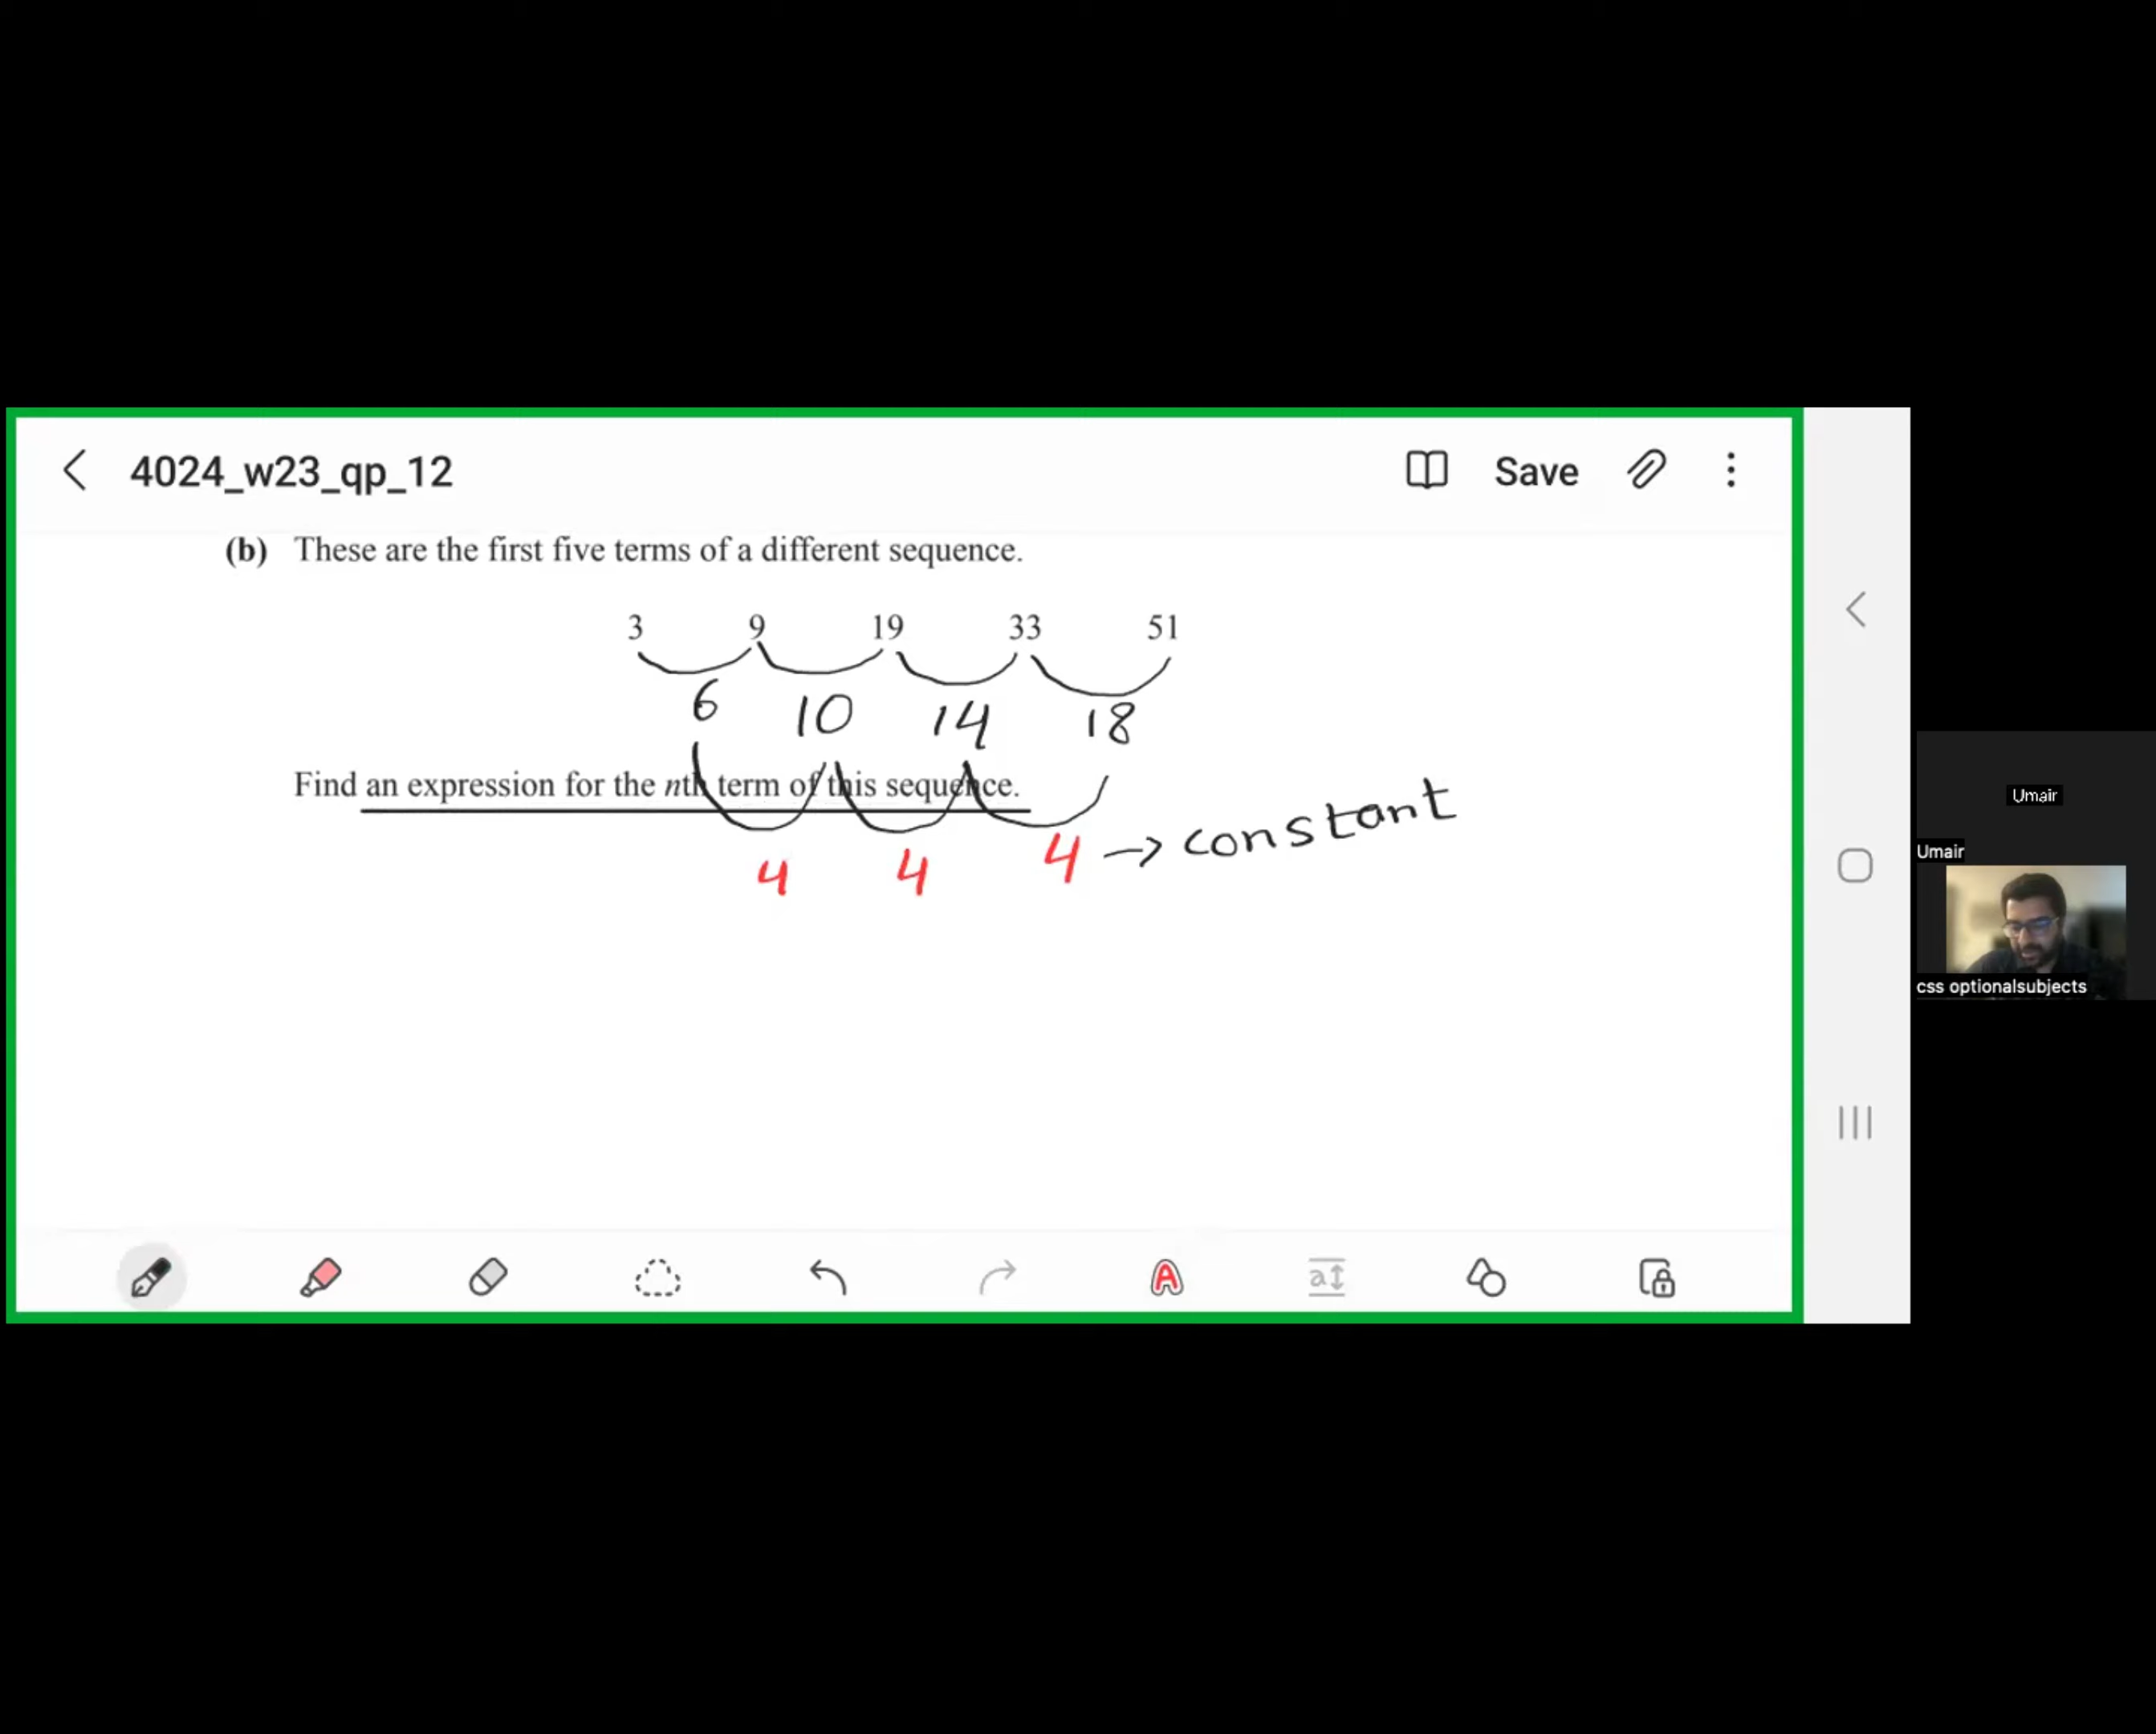 4024_w23_qp_12
Save
(b) These are the first five terms of a different sequence.
3 9 19 33 51
6 10 14 18
Find an expression for the nth term of this sequence.
4 4 4 → constant
Umair
Umair
css optionalsubjects
A
a